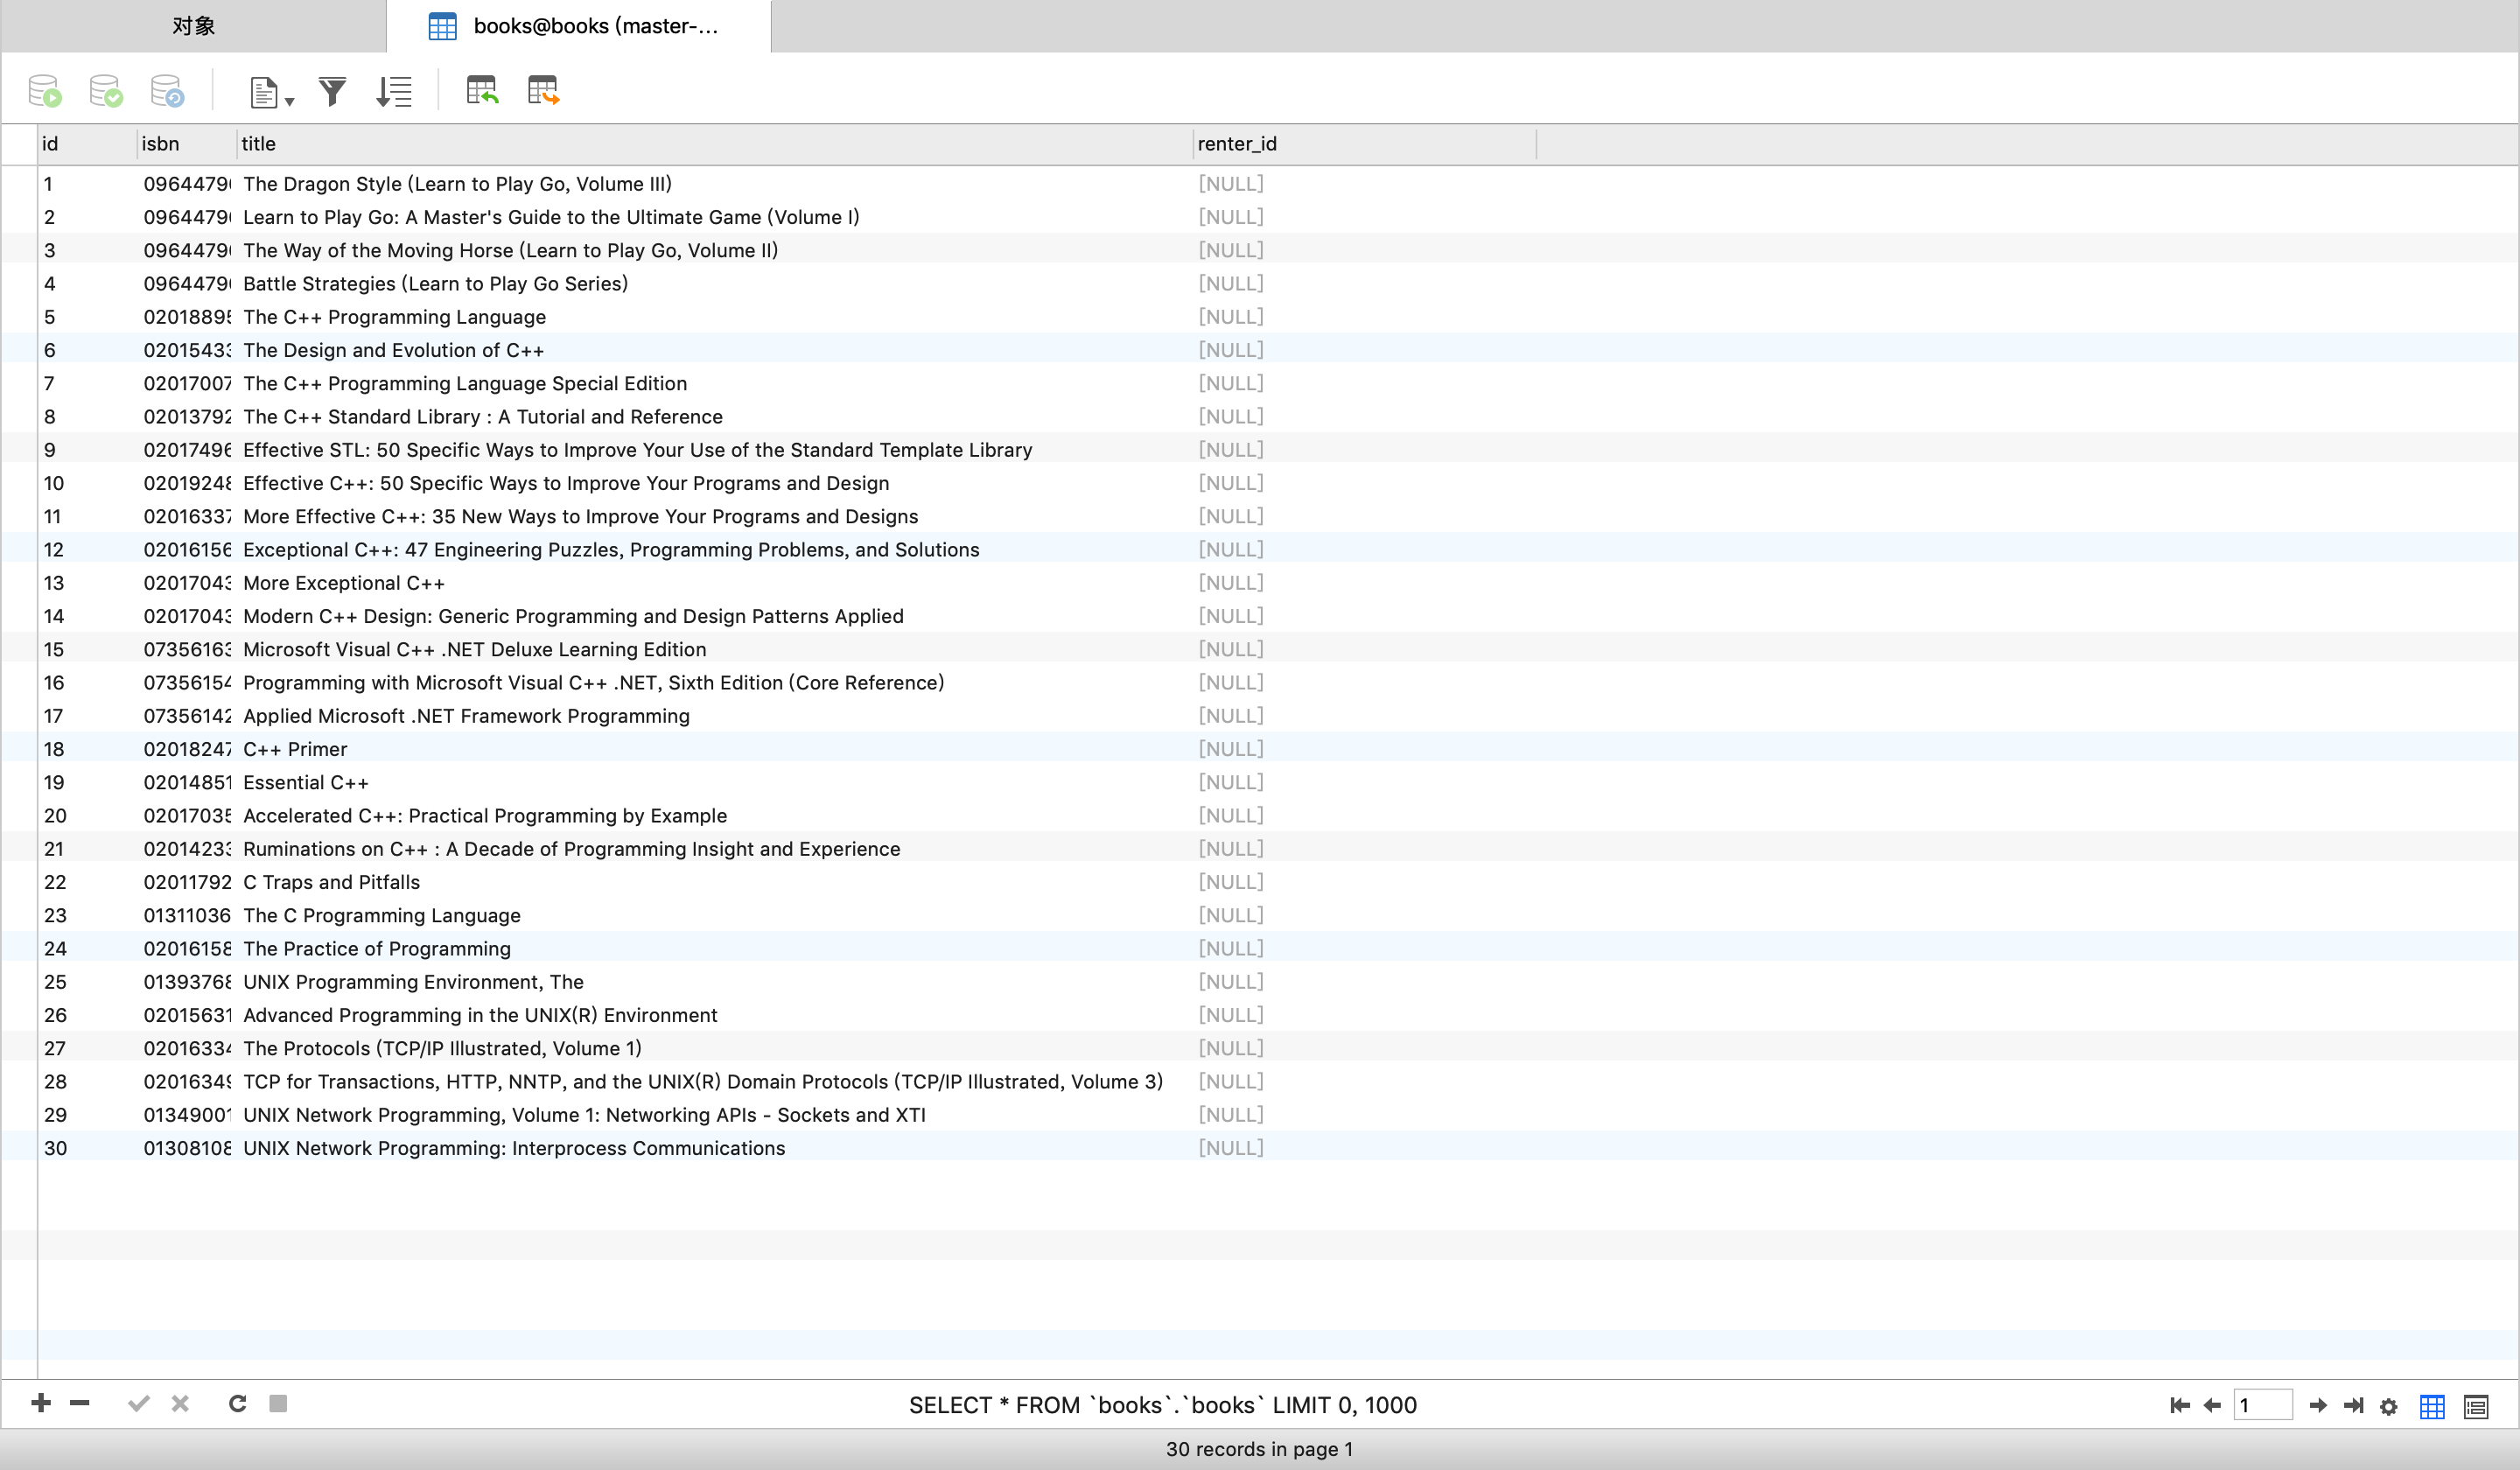 对象 books@books (master-...
id isbn title renter_id
1 0964479 The Dragon Style (Learn to Play Go, Volume III) [NULL]
2 0964479 Learn to Play Go: A Master's Guide to the Ultimate Game (Volume I) [NULL]
3 0964479 The Way of the Moving Horse (Learn to Play Go, Volume II) [NULL]
4 0964479 Battle Strategies (Learn to Play Go Series) [NULL]
5 0201889 The C++ Programming Language [NULL]
6 0201543 The Design and Evolution of C++ [NULL]
7 02017007 The C++ Programming Language Special Edition [NULL]
8 02013792 The C++ Standard Library : A Tutorial and Reference [NULL]
9 02017496 Effective STL: 50 Specific Ways to Improve Your Use of the Standard Template Library [NULL]
10 0201924 Effective C++: 50 Specific Ways to Improve Your Programs and Design [NULL]
11 02016337 More Effective C++: 35 New Ways to Improve Your Programs and Designs [NULL]
12 02016156 Exceptional C++: 47 Engineering Puzzles, Programming Problems, and Solutions [NULL]
13 0201704 More Exceptional C++ [NULL]
14 0201704 Modern C++ Design: Generic Programming and Design Patterns Applied [NULL]
15 0735616 Microsoft Visual C++ .NET Deluxe Learning Edition [NULL]
16 0735615 Programming with Microsoft Visual C++ .NET, Sixth Edition (Core Reference) [NULL]
17 07356142 Applied Microsoft .NET Framework Programming [NULL]
18 02018247 C++ Primer [NULL]
19 02014851 Essential C++ [NULL]
20 0201703 Accelerated C++: Practical Programming by Example [NULL]
21 0201423 Ruminations on C++ : A Decade of Programming Insight and Experience [NULL]
22 02011792 C Traps and Pitfalls [NULL]
23 01311036 The C Programming Language [NULL]
24 02016158 The Practice of Programming [NULL]
25 0139376 UNIX Programming Environment, The [NULL]
26 02015631 Advanced Programming in the UNIX(R) Environment [NULL]
27 0201633 The Protocols (TCP/IP Illustrated, Volume 1) [NULL]
28 0201634 TCP for Transactions, HTTP, NNTP, and the UNIX(R) Domain Protocols (TCP/IP Illustrated, Volume 3) [NULL]
29 01349001 UNIX Network Programming, Volume 1: Networking APIs - Sockets and XTI [NULL]
30 01308108 UNIX Network Programming: Interprocess Communications [NULL]
SELECT * FROM `books`.`books` LIMIT 0, 1000 1
30 records in page 1